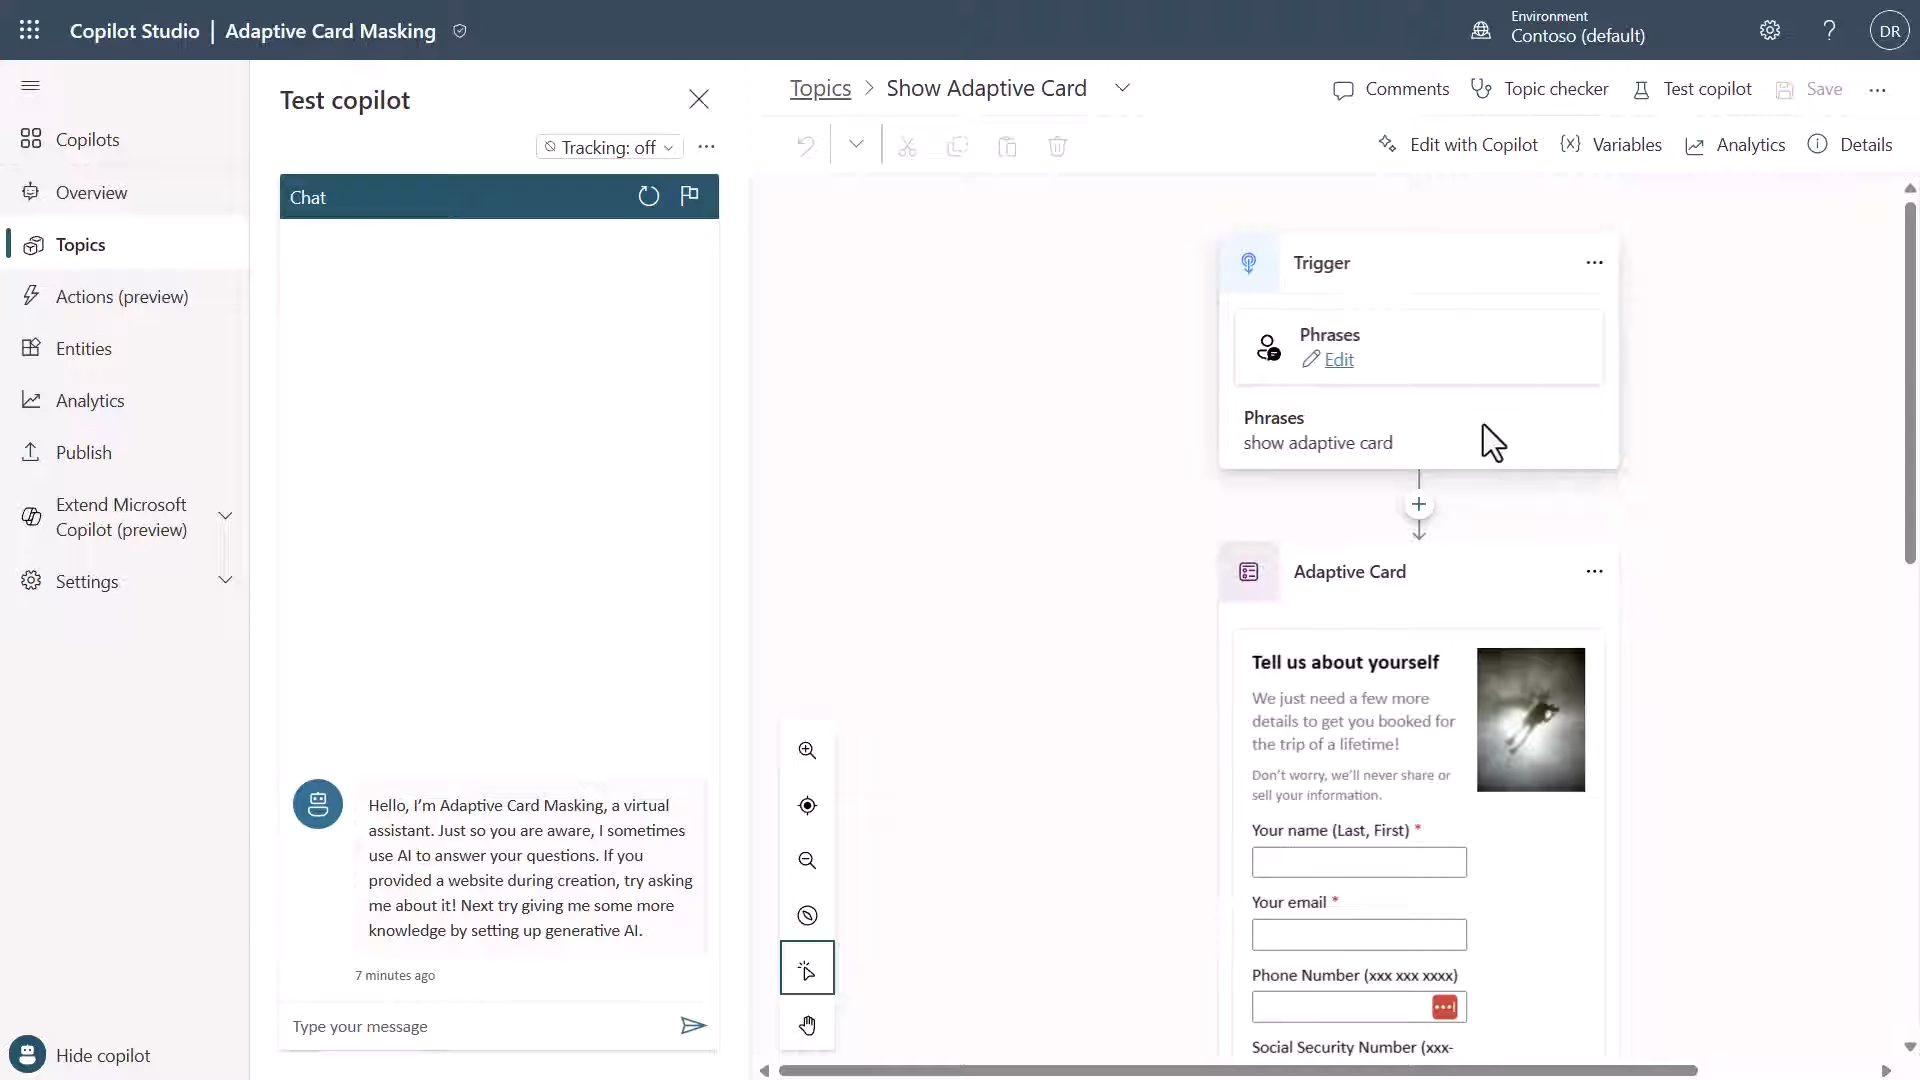 Copilot Studio | Adaptive Card Masking
Environment
Contoso (default)
DR
Copilots
Overview
Topics
Actions (preview)
Entities
Analytics
Publish
Extend Microsoft
Copilot (preview)
Settings
Hide copilot
Test copilot
Tracking: off
Chat
Hello, I'm Adaptive Card Masking, a virtual
assistant. Just so you are aware, I sometimes
use AI to answer your questions. If you
provided a website during creation, try asking
me about it! Next try giving me some more
knowledge by setting up generative AI.
7 minutes ago
Type your message
Topics > Show Adaptive Card
Comments
Topic checker
Test copilot
Save
Edit with Copilot
Variables
Analytics
Details
Trigger
Phrases
Edit
Phrases
show adaptive card
Adaptive Card
Tell us about yourself
We just need a few more
details to get you booked for
the trip of a lifetime!
Don't worry, we'll never share or
sell your information.
Your name (Last, First) *
Your email *
Phone Number (xxx xxx xxxx)
Social Security Number (xxx-